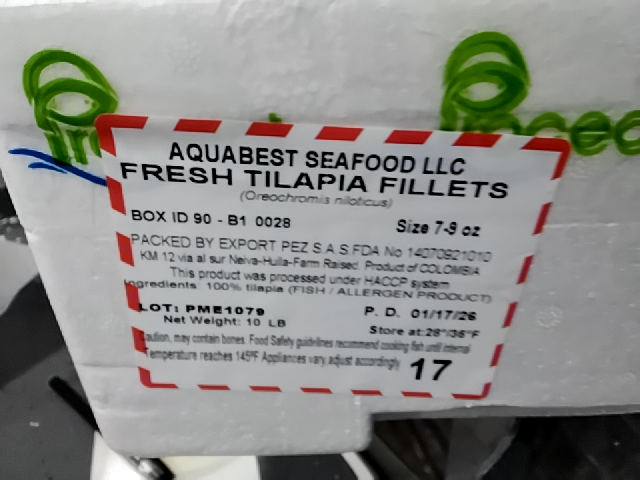 AQUABEST SEAFOOD LLC
FRESH TILAPIA FILLETS
(Oreochromis niloticus)
BOX ID 90 - B1 0028 Size 7-9 oz
PACKED BY EXPORT PEZ S.A.S.FDA No 14070921010
KM 12 via al sur Neiva-Huila-Farm Raised. Product of COLOMBIA
This product was processed under HACCP system
Ingredients: 100% tilapia (FISH / ALLERGEN PRODUCT)
LOT: PME1079 P. D. 01/17/26
Net Weight: 10 LB Store at:28°/36°F
Caution, may contain bones. Food Safety guidelines recommend cooking fish until internal
Temperature reaches 145°F Appliances vary, adjust accordingly
17